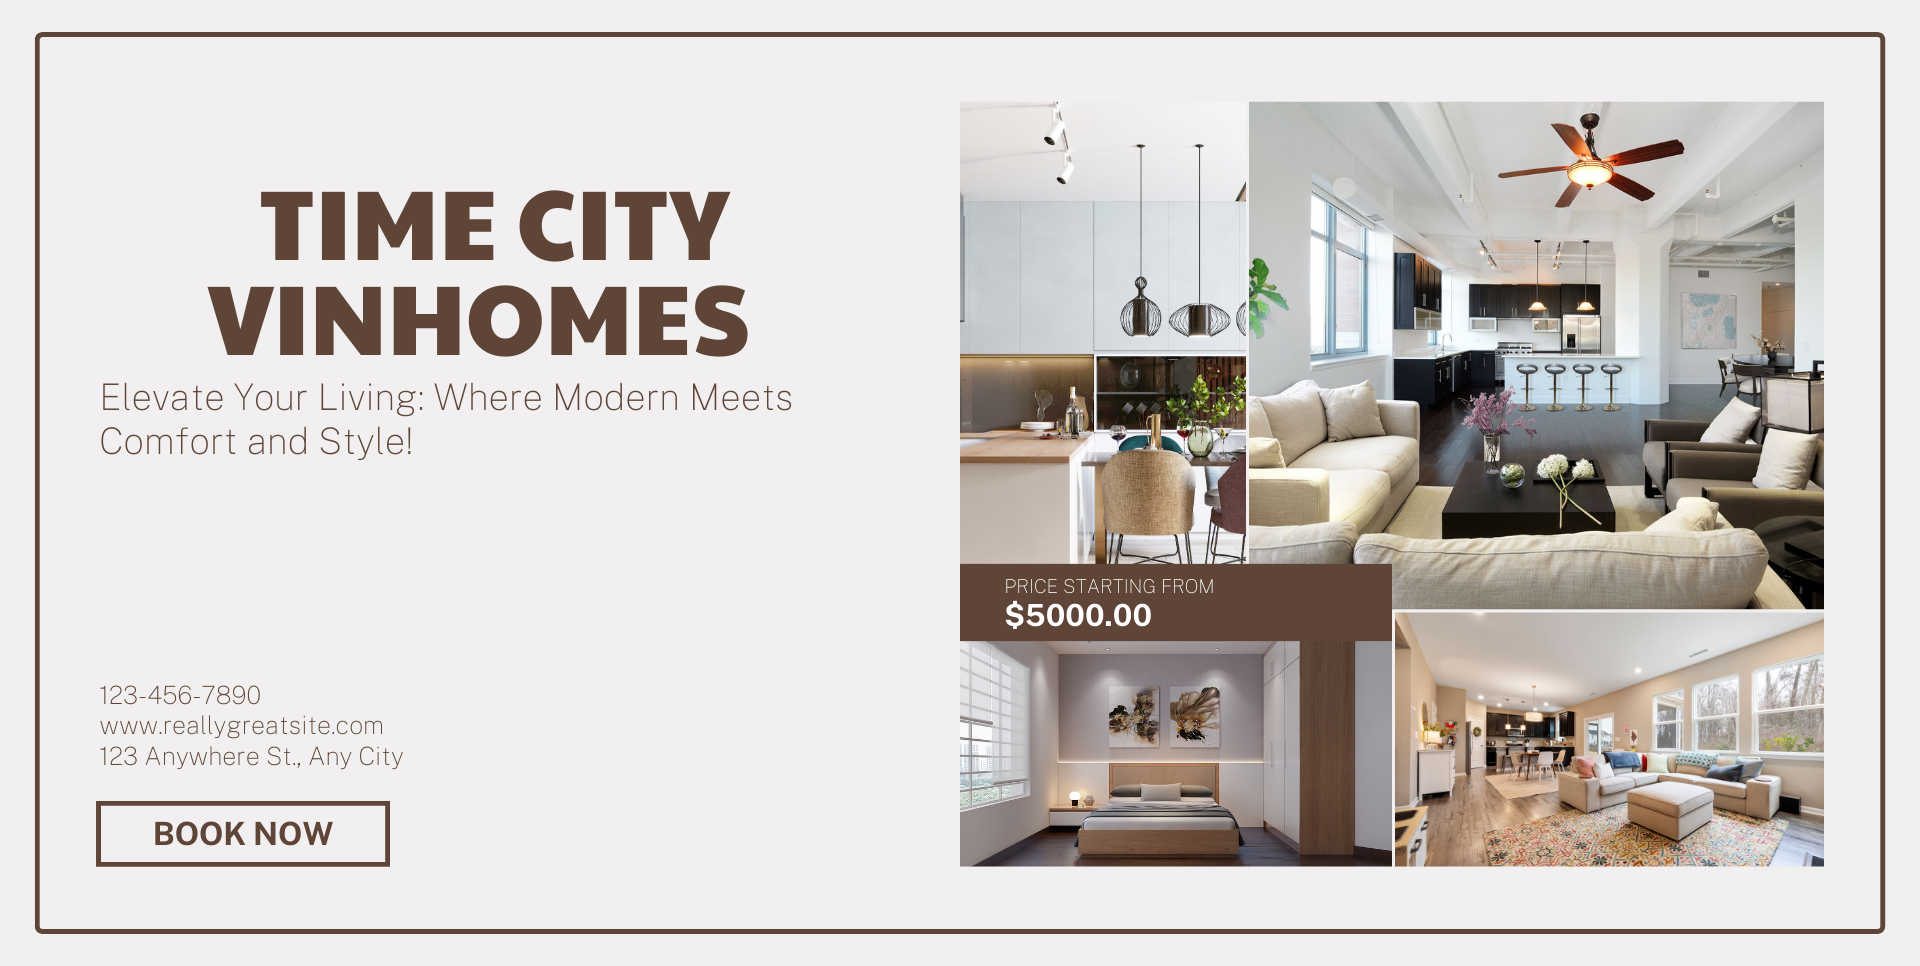 TIME CITY
VINHOMES
Elevate Your Living: Where Modern Meets
Comfort and Style!
123-456-7890
www.reallygreatsite.com
123 Anywhere St., Any City
BOOK NOW
PRICE STARTING FROM
$5000.00